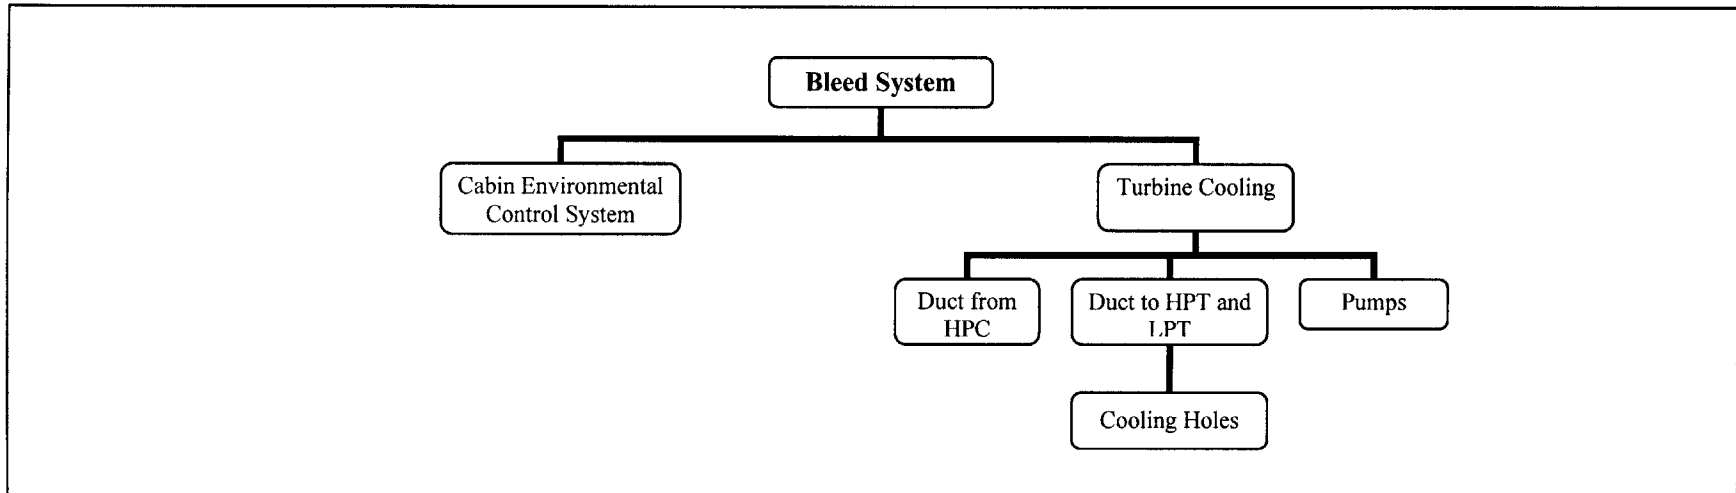 Bleed System
Cabin Environmental
Control System
Turbine Cooling
Duct from
HPC
Duct to HPT and
LPT
Pumps
Cooling Holes